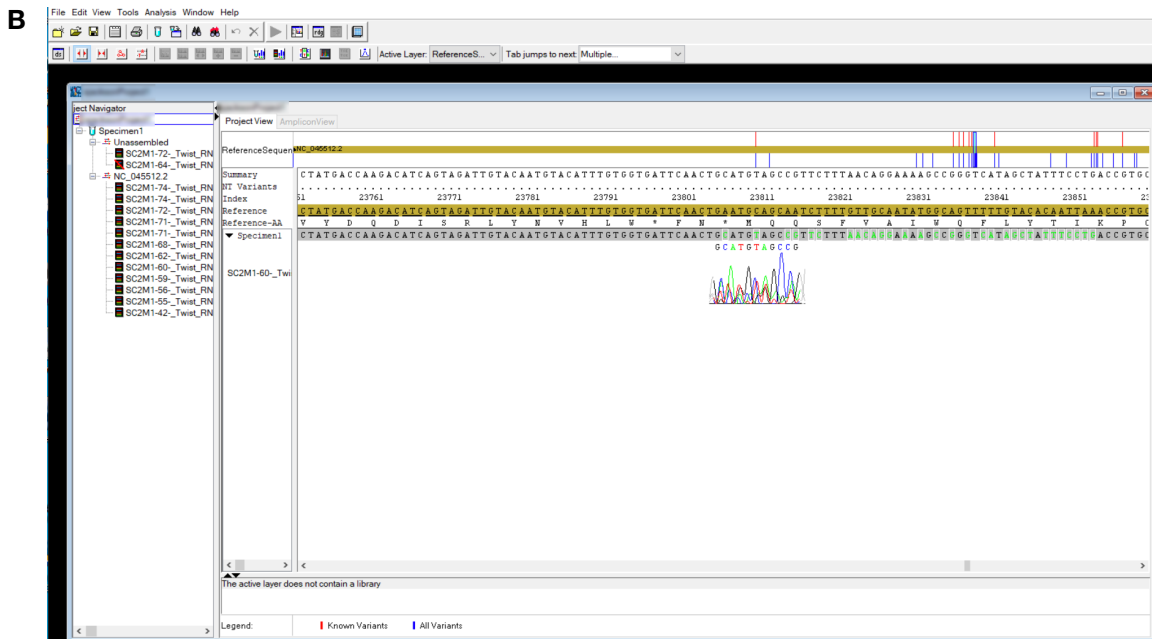 B
File Edit View Tools Analysis Window Help
Active Layer: ReferenceS... Tab jumps to next: Multiple...
ject Navigator
Specimen1
Unassembled
SC2M1-72-_Twist_RN
SC2M1-64-_Twist_RN
NC_045512.2
SC2M1-74-_Twist_RN
SC2M1-74-_Twist_RN
SC2M1-72-_Twist_RN
SC2M1-71-_Twist_RN
SC2M1-71-_Twist_RN
SC2M1-68-_Twist_RN
SC2M1-62-_Twist_RN
SC2M1-60-_Twist_RN
SC2M1-59-_Twist_RN
SC2M1-56-_Twist_RN
SC2M1-55-_Twist_RN
SC2M1-42-_Twist_RN
Project View AmpliconView
ReferenceSequen NC_045512.2
Summary CTATGACCAAGACATCAGTAGATTGTACAATGTACATTTGTGGTGATTCAACTGCATGTAGCCGTTCTTTAACAGGAAAAGCCGGGTCATAGCTATTTCCTGACCGTGC
NT Variants
Index 51 23761 23771 23781 23791 23801 23811 23821 23831 23841 23851 23
Reference CTATGACCAAGACATCAGTAGATTGTACAATGTACATTTGTGGTGATTCAACTGAATGCAGCAATCTTTTGTTGCAATATGGCAGTTTTTGTACACAATTAAACCGTGC
Reference-AA V Y D Q D I S R L Y N V H L W * F N * M Q Q S F V A I W Q F L Y T I K P C
Specimen1 CTATGACCAAGACATCAGTAGATTGTACAATGTACATTTGTGGTGATTCAACTGCATGTAGCCGTTCTTTAACAGGAAAAGCCGGGTCATAGCTATTTCCTGACCGTGC
GCATGTAGCCG
SC2M1-60-_Twi
The active layer does not contain a library
Legend: Known Variants All Variants